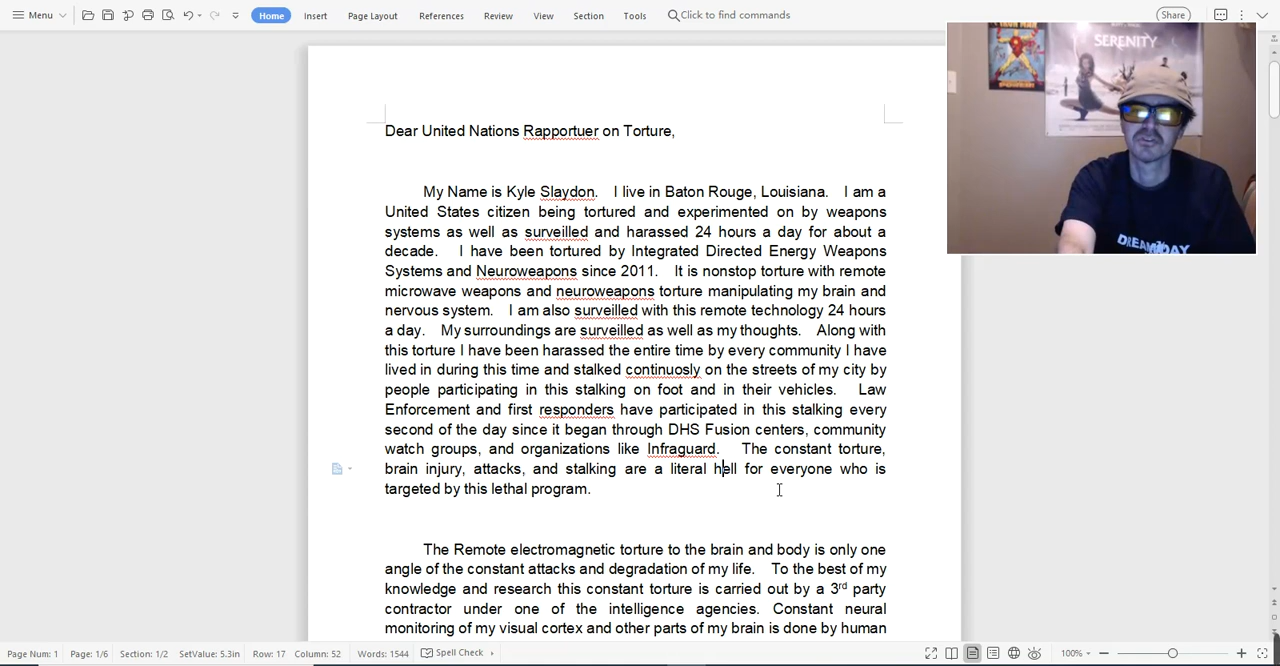 Menu
Home
Insert
Page Layout
References
Review
View
Section
Tools
Click to find commands
Share
SERENITY
DREAM DAY
Dear United Nations Rapportuer on Torture,
My Name is Kyle Slaydon. I live in Baton Rouge, Louisiana. I am a
United States citizen being tortured and experimented on by weapons
systems as well as surveilled and harassed 24 hours a day for about a
decade. I have been tortured by Integrated Directed Energy Weapons
Systems and Neuroweapons since 2011. It is nonstop torture with remote
microwave weapons and neuroweapons torture manipulating my brain and
nervous system. I am also surveilled with this remote technology 24 hours
a day. My surroundings are surveilled as well as my thoughts. Along with
this torture I have been harassed the entire time by every community I have
lived in during this time and stalked continuosly on the streets of my city by
people participating in this stalking on foot and in their vehicles. Law
Enforcement and first responders have participated in this stalking every
second of the day since it began through DHS Fusion centers, community
watch groups, and organizations like Infraguard. The constant torture,
brain injury, attacks, and stalking are a literal hell for everyone who is
targeted by this lethal program.
The Remote electromagnetic torture to the brain and body is only one
angle of the constant attacks and degradation of my life. To the best of my
knowledge and research this constant torture is carried out by a 3rd party
contractor under one of the intelligence agencies. Constant neural
monitoring of my visual cortex and other parts of my brain is done by human
Page Num: 1
Page: 1/6
Section: 1/2
SetValue: 5.3in
Row: 17
Column: 52
Words: 1544
Spell Check
100%